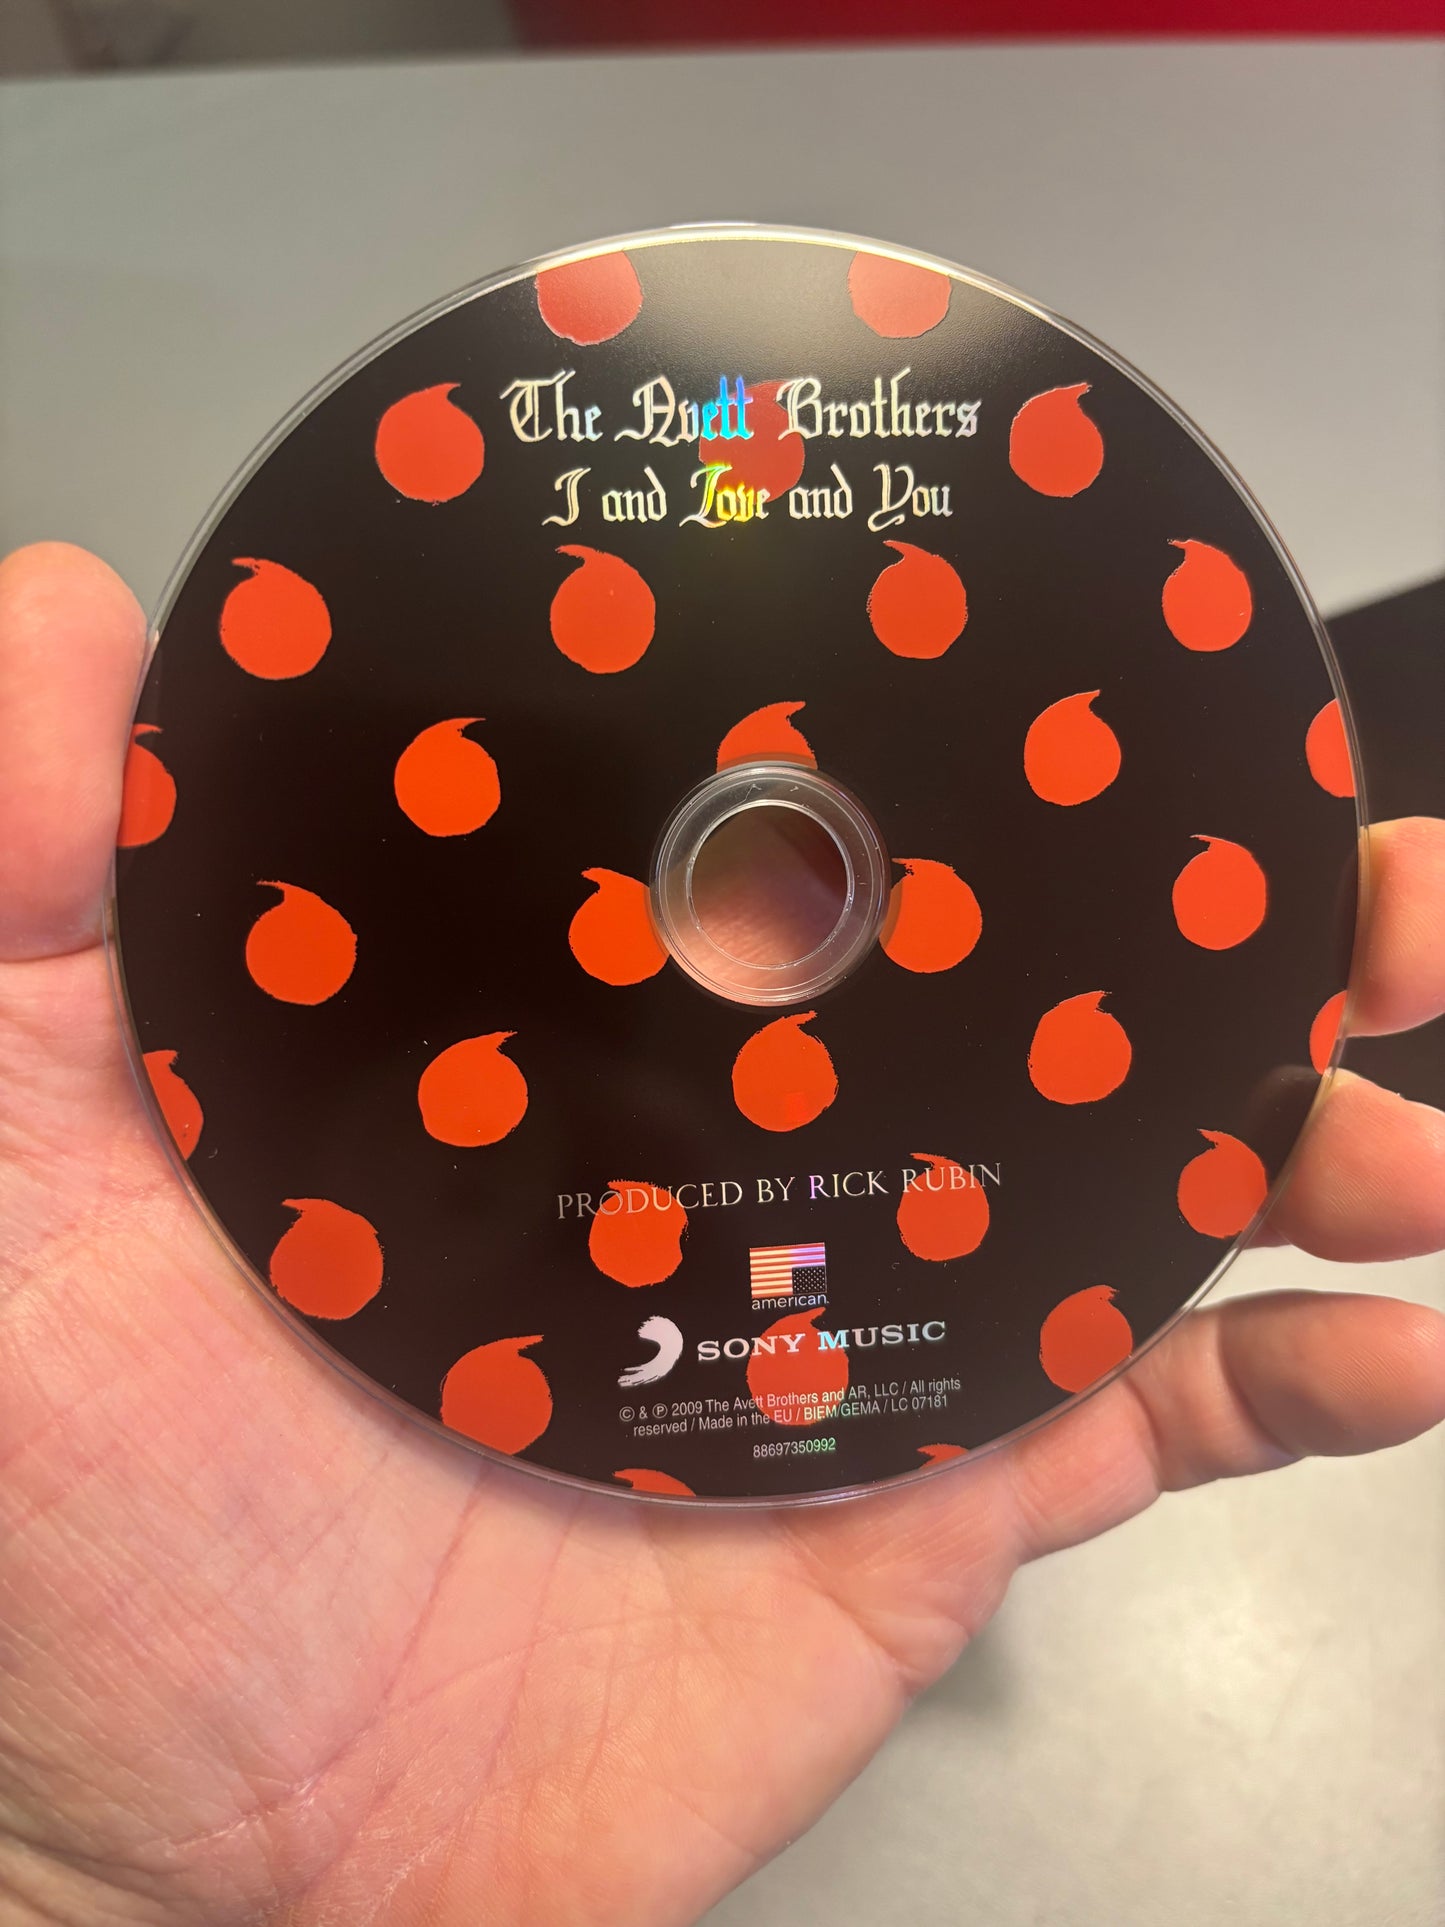 The Avett Brothers
I and Love and You
PRODUCED BY RICK RUBIN
american
SONY MUSIC
© & ℗ 2009 The Avett Brothers and AR, LLC / All rights
reserved / Made in the EU / BIEM/GEMA / LC 07181
88697350992